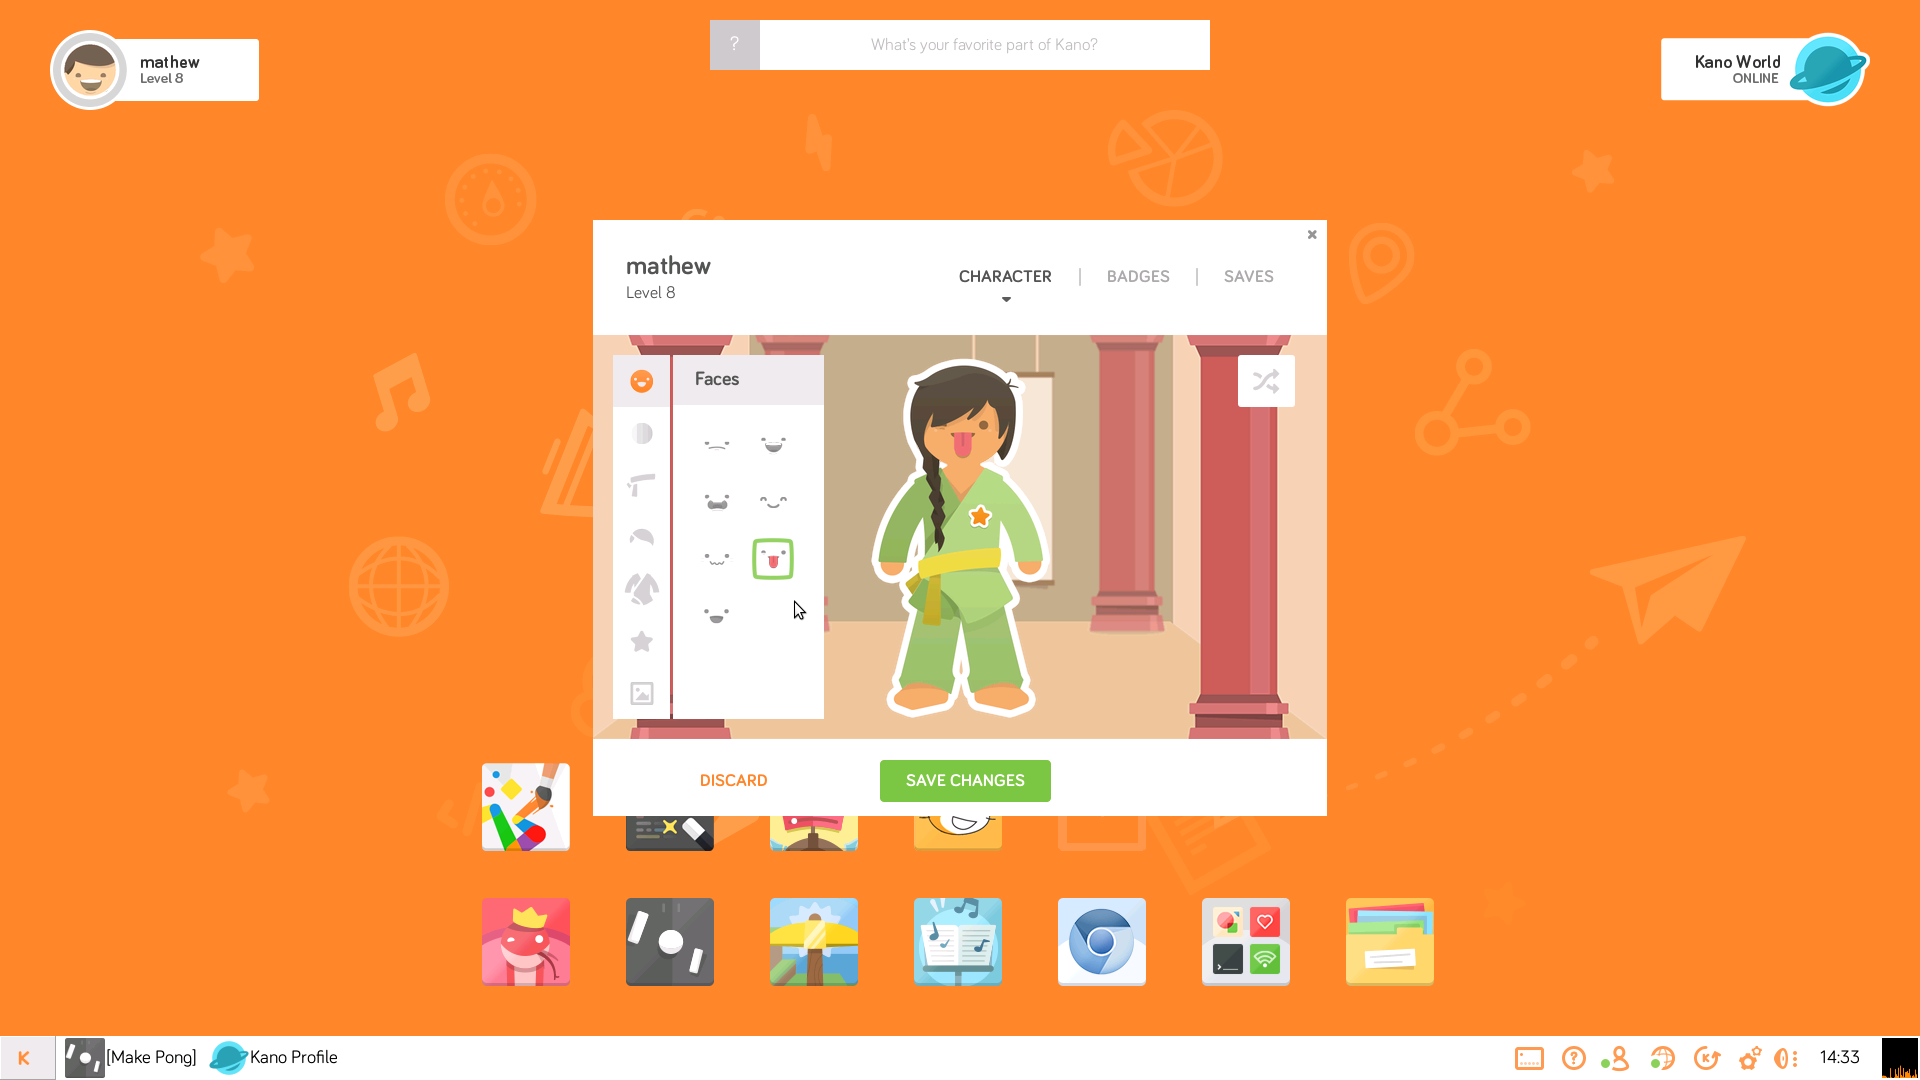 mathew
Level 8
?
What's your favorite part of Kano?
Kano World
ONLINE
mathew
Level 8
CHARACTER
BADGES
SAVES
Faces
DISCARD
SAVE CHANGES
K
[Make Pong]
Kano Profile
?
K
14:33